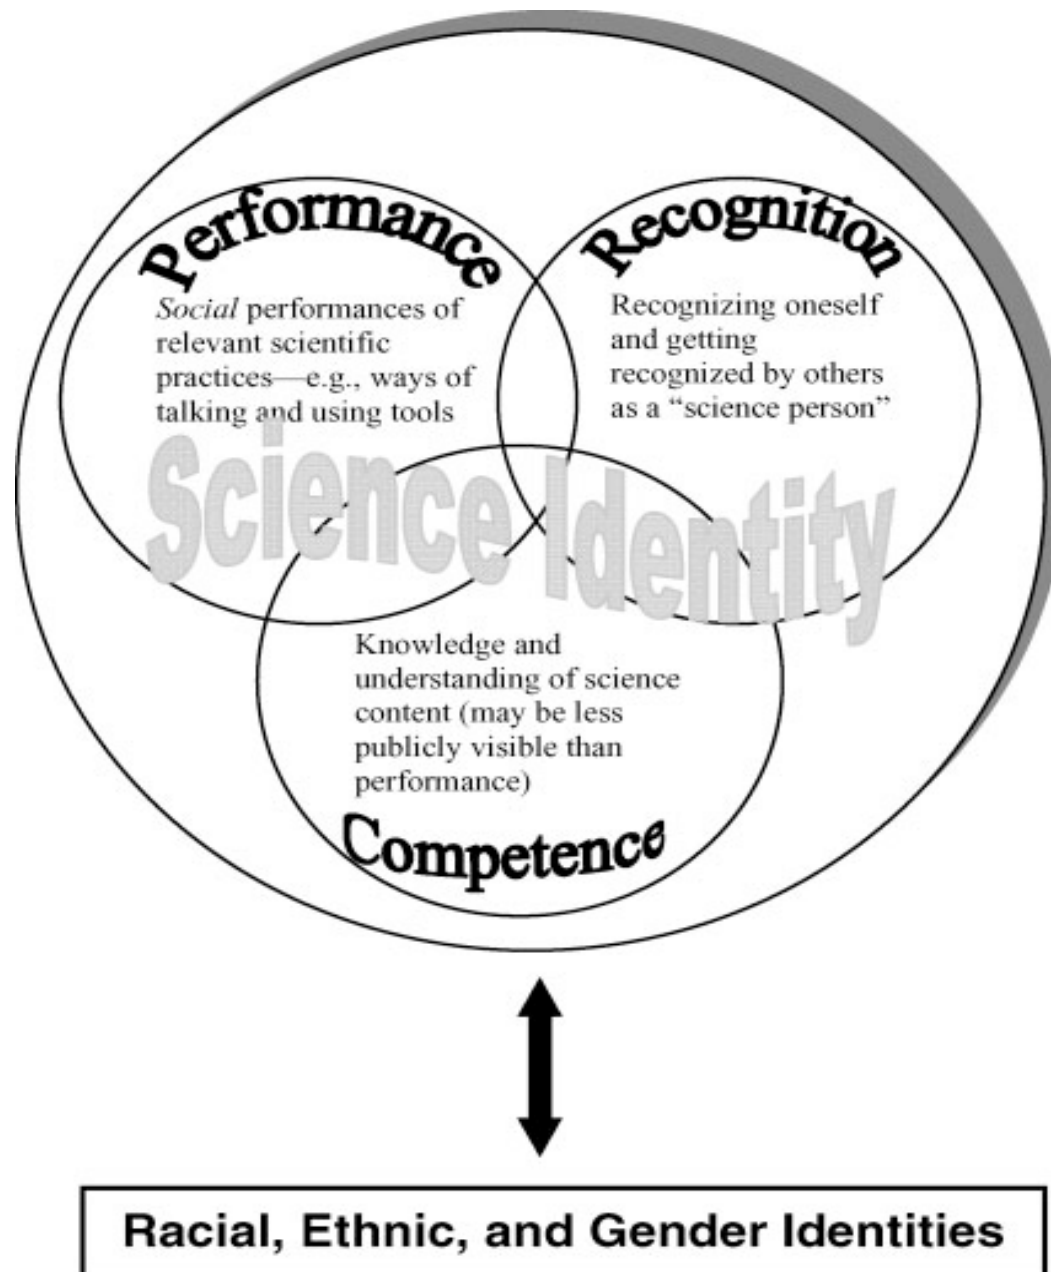 Performance
Social performances of
relevant scientific
practices—e.g., ways of
talking and using tools
Recognition
Recognizing oneself
and getting
recognized by others
as a “science person”
Science Identity
Knowledge and
understanding of science
content (may be less
publicly visible than
performance)
Competence
Racial, Ethnic, and Gender Identities